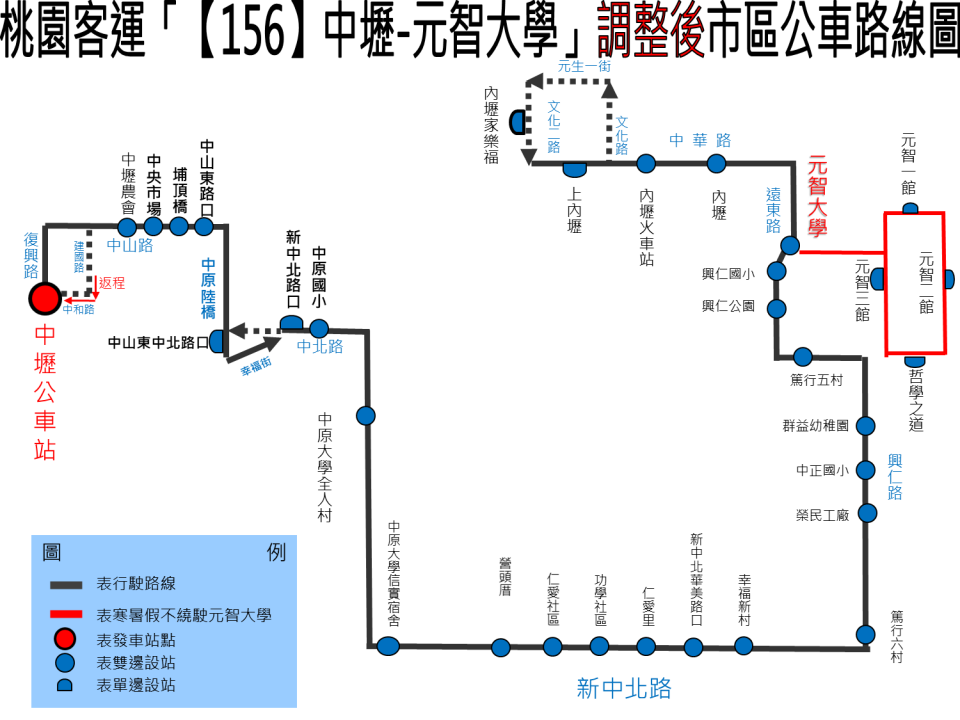 桃園客運「【156】中壢-元智大學」調整後市區公車路線圖
元生一街
內壢家樂福
文化二路
文化路
中華路
上內壢
內壢火車站
內壢
遠東路
元智大學
元智一館
元智三館
元智二館
哲學之道
興仁國小
興仁公園
篤行五村
群益幼稚園
中正國小
榮民工廠
興仁路
篤行六村
中壢農會
中央市場
埔頂橋
中山東路口
復興路
建國路
中山路
返程
中和路
中壢公車站
中原陸橋
中山東中北路口
幸福街
新中北路口
中原國小
中北路
中原大學全人村
中原大學信實宿舍
營頭厝
仁愛社區
功學社區
仁愛里
新中北華美路口
幸福新村
新中北路
圖例
表行駛路線
表寒暑假不繞駛元智大學
表發車站點
表雙邊設站
表單邊設站